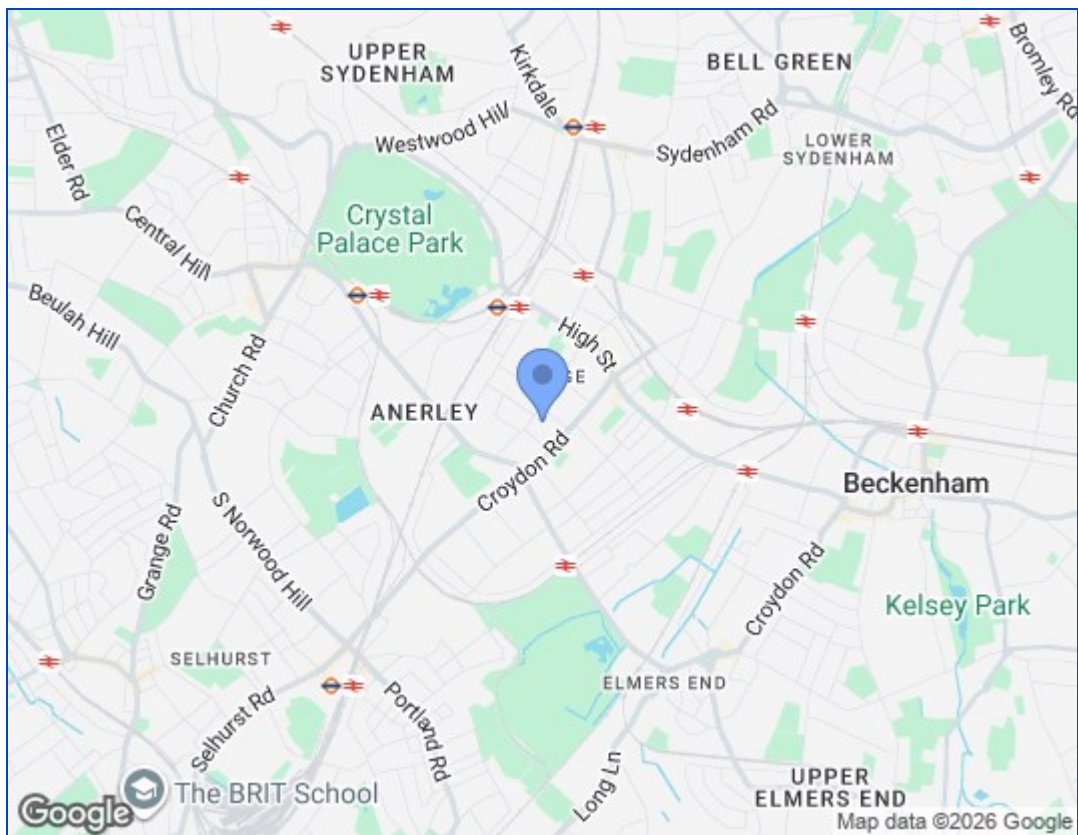 UPPER
SYDENHAM
Kirkdale
BELL GREEN
Bromley Rd
Elder Rd
Westwood Hill
Sydenham Rd
LOWER
SYDENHAM
Crystal
Palace Park
Central Hill
Beulah Hill
Church Rd
High St
GE
ANERLEY
Croydon Rd
Beckenham
S Norwood Hill
Grange Rd
Croydon Rd
Kelsey Park
SELHURST
ELMERS END
Selhurst Rd
Portland Rd
Long Ln
The BRIT School
UPPER
ELMERS END
Google
Map data ©2026 Google